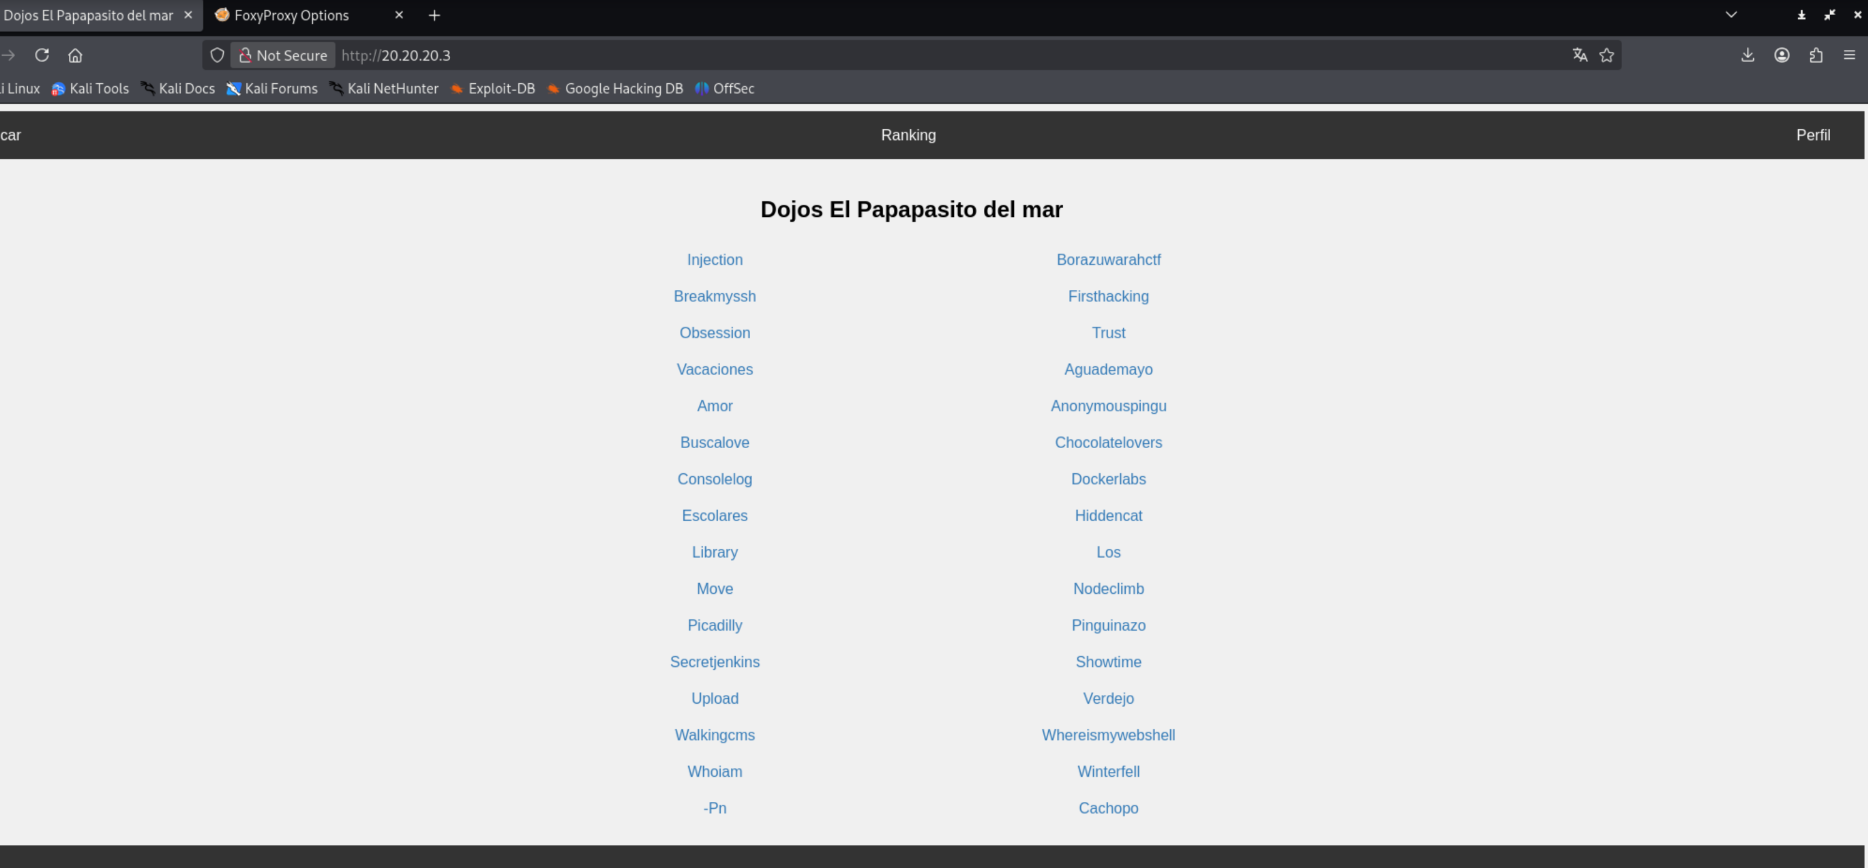 Dojos El Papapasito del mar FoxyProxy Options
Not Secure http://20.20.20.3
i Linux Kali Tools Kali Docs Kali Forums Kali NetHunter Exploit-DB Google Hacking DB OffSec
car Ranking Perfil
Dojos El Papapasito del mar
Injection Borazuwarahctf
Breakmyssh Firsthacking
Obsession Trust
Vacaciones Aguademayo
Amor Anonymouspingu
Buscalove Chocolatelovers
Consolelog Dockerlabs
Escolares Hiddencat
Library Los
Move Nodeclimb
Picadilly Pinguinazo
Secretjenkins Showtime
Upload Verdejo
Walkingcms Whereismywebshell
Whoiam Winterfell
-Pn Cachopo